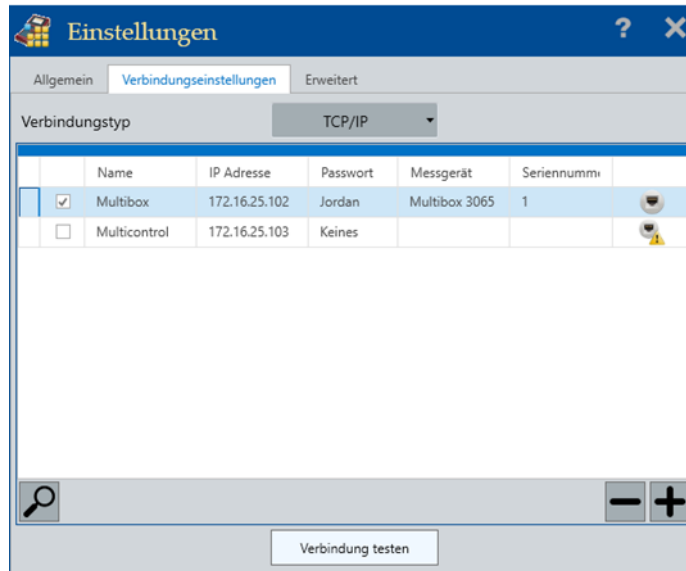 Einstellungen ? X
Allgemein Verbindungseinstellungen Erweitert
Verbindungstyp TCP/IP
Name IP Adresse Passwort Messgerät Seriennumme
Multibox 172.16.25.102 Jordan Multibox 3065 1
Multicontrol 172.16.25.103 Keines
Verbindung testen